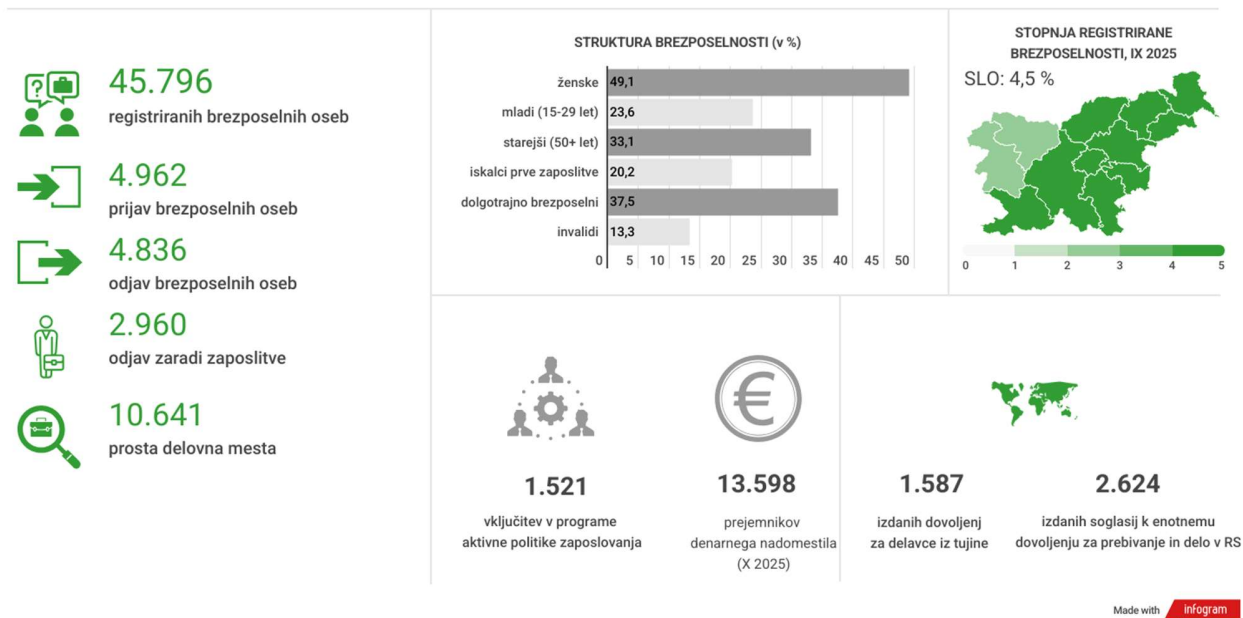 45.796
registriranih brezposelnih oseb
4.962
prijav brezposelnih oseb
4.836
odjav brezposelnih oseb
2.960
odjav zaradi zaposlitve
10.641
prosta delovna mesta
STRUKTURA BREZPOSELNOSTI (v %)
ženske 49,1
mladi (15-29 let) 23,6
starejši (50+ let) 33,1
iskalci prve zaposlitve 20,2
dolgotrajno brezposelni 37,5
invalidi 13,3
0 5 10 15 20 25 30 35 40 45 50
STOPNJA REGISTRIRANE
BREZPOSELNOSTI, IX 2025
SLO: 4,5 %
0 1 2 3 4 5
1.521
vključitev v programe
aktivne politike zaposlovanja
13.598
prejemnikov
denarnega nadomestila
(X 2025)
1.587
izdanih dovoljenj
za delavce iz tujine
2.624
izdanih soglasij k enotnemu
dovoljenju za prebivanje in delo v RS
Made with infogram